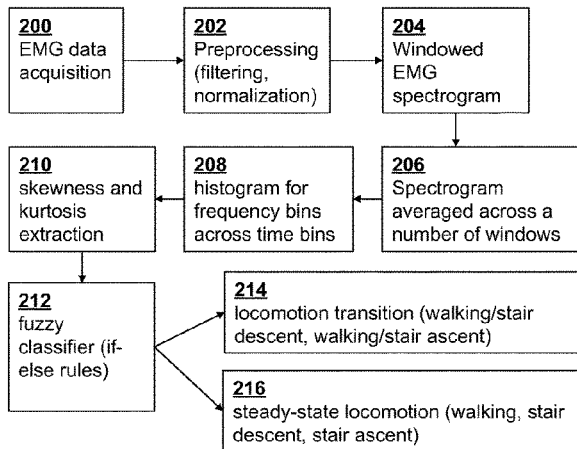 200
EMG data
acquisition
202
Preprocessing
(filtering,
normalization)
204
Windowed
EMG
spectrogram
206
Spectrogram
averaged across a
number of windows
208
histogram for
frequency bins
across time bins
210
skewness and
kurtosis
extraction
212
fuzzy
classifier (if-
else rules)
214
locomotion transition (walking/stair
descent, walking/stair ascent)
216
steady-state locomotion (walking, stair
descent, stair ascent)